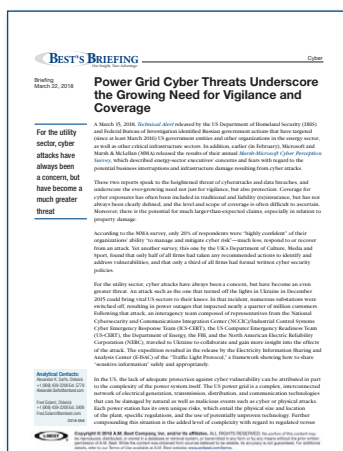 BEST'S BRIEFING
Our Insight, Your Advantage.
Cyber
Briefing
March 22, 2018
Power Grid Cyber Threats Underscore
the Growing Need for Vigilance and
Coverage
For the utility
sector, cyber
attacks have
always been
a concern, but
have become a
much greater
threat
A March 15, 2018, Technical Alert released by the US Department of Homeland Security (DHS)
and Federal Bureau of Investigation identified Russian government actions that have targeted
(since at least March 2016) US government entities and other organizations in the energy sector,
as well as other critical infrastructure sectors. In addition, earlier (in February), Microsoft and
Marsh & McLellan (MMA) released the results of their annual Marsh-Microsoft Cyber Perception
Survey, which described energy-sector executives' concerns and fears with regard to the
potential business interruptions and infrastructure damage resulting from cyber attacks.
These two reports speak to the heightened threat of cyberattacks and data breaches, and
underscore the ever-growing need not just for vigilance, but also protection. Coverage for
cyber exposures has often been included in traditional and liability (re)insurance, but has not
always been clearly defined, and the level and scope of coverage is often difficult to ascertain.
Moreover, there is the potential for much larger-than-expected claims, especially in relation to
property damage.
According to the MMA survey, only 20% of respondents were "highly confident" of their
organizations' ability "to manage and mitigate cyber risk"—much less, respond to or recover
from an attack. Yet another survey, this one by the UK's Department of Culture, Media and
Sport, found that only half of all firms had taken any recommended actions to identify and
address vulnerabilities, and that only a third of all firms had formal written cyber security
policies.
For the utility sector, cyber attacks have always been a concern, but have become an even
greater threat. An attack such as the one that turned off the lights in Ukraine in December
2015 could bring vital US sectors to their knees. In that incident, numerous substations were
switched off, resulting in power outages that impacted nearly a quarter of million customers.
Following that attack, an interagency team composed of representatives from the National
Cybersecurity and Communications Integration Center (NCCIC)/Industrial Control Systems
Cyber Emergency Response Team (ICS-CERT), the US Computer Emergency Readiness Team
(US-CERT), the Department of Energy, the FBI, and the North American Electric Reliability
Corporation (NERC), traveled to Ukraine to collaborate and gain more insight into the effects
of the attack. The expedition resulted in the release by the Electricity Information Sharing and
Analysis Center (E-ISAC) of the "Traffic Light Protocol," a framework showing how to share
"sensitive information" safely and appropriately.
In the US, the lack of adequate protection against cyber vulnerability can be attributed in part
to the complexity of the power system itself. The US power grid is a complex, interconnected
network of electrical generation, transmission, distribution, and communication technologies
that can be damaged by natural as well as malicious events such as cyber or physical attacks.
Each power station has its own unique risks, which entail the physical size and location
of the plant, specific regulations, and the use of potentially unproven technology. Further
compounding this situation is the added level of complexity with regard to regulated versus
Analytical Contacts:
Fred Eslami, Oldwick
Copyright © 2018 A.M. Best Company, Inc. and/or its affiliates. ALL RIGHTS RESERVED.